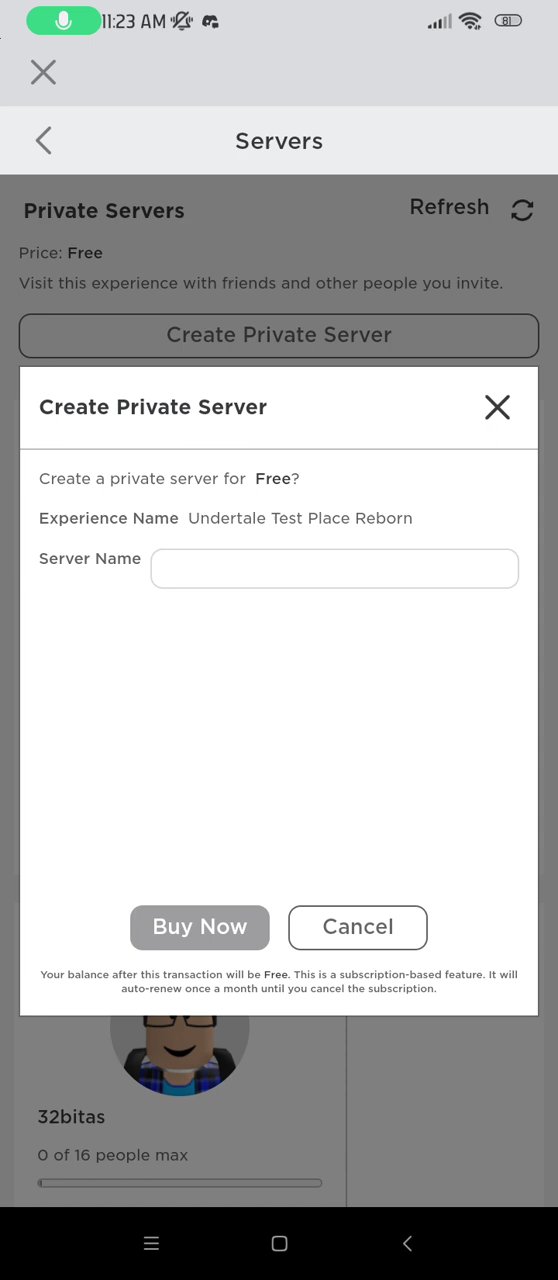 11:23 AM 81
Servers
Private Servers Refresh
Price: Free
Visit this experience with friends and other people you invite.
Create Private Server
Create Private Server
Create a private server for Free?
Experience Name Undertale Test Place Reborn
Server Name
Buy Now Cancel
Your balance after this transaction will be Free. This is a subscription-based feature. It will
auto-renew once a month until you cancel the subscription.
32bitas
0 of 16 people max